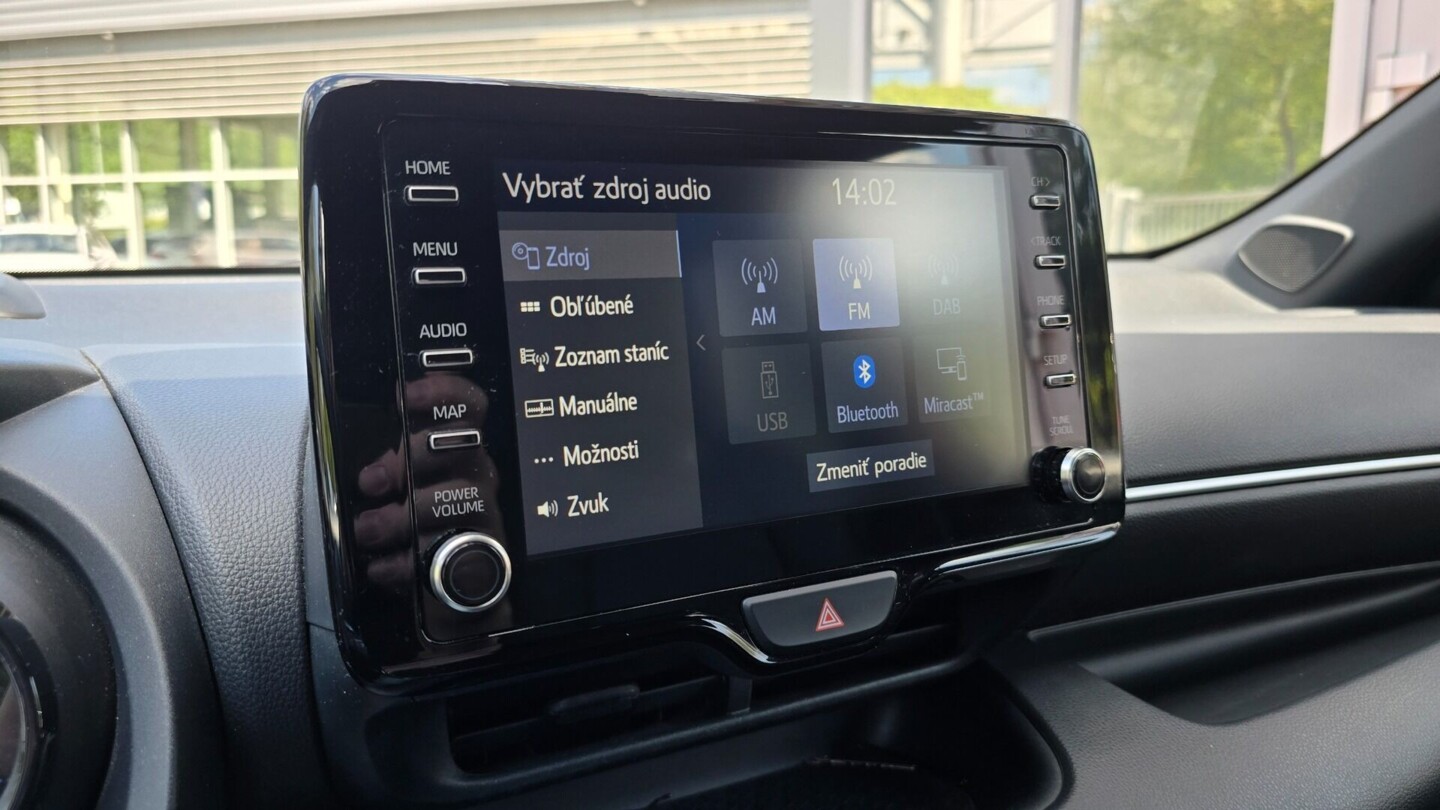 HOME
MENU
AUDIO
MAP
POWER
VOLUME
Vybrať zdroj audio
14:02
Zdroj
Obľúbené
Zoznam staníc
Manuálne
Možnosti
Zvuk
AM
FM
DAB
USB
Bluetooth
Miracast™
Zmeniť poradie
CH>
<TRACK
PHONE
SETUP
TUNE
SCROLL